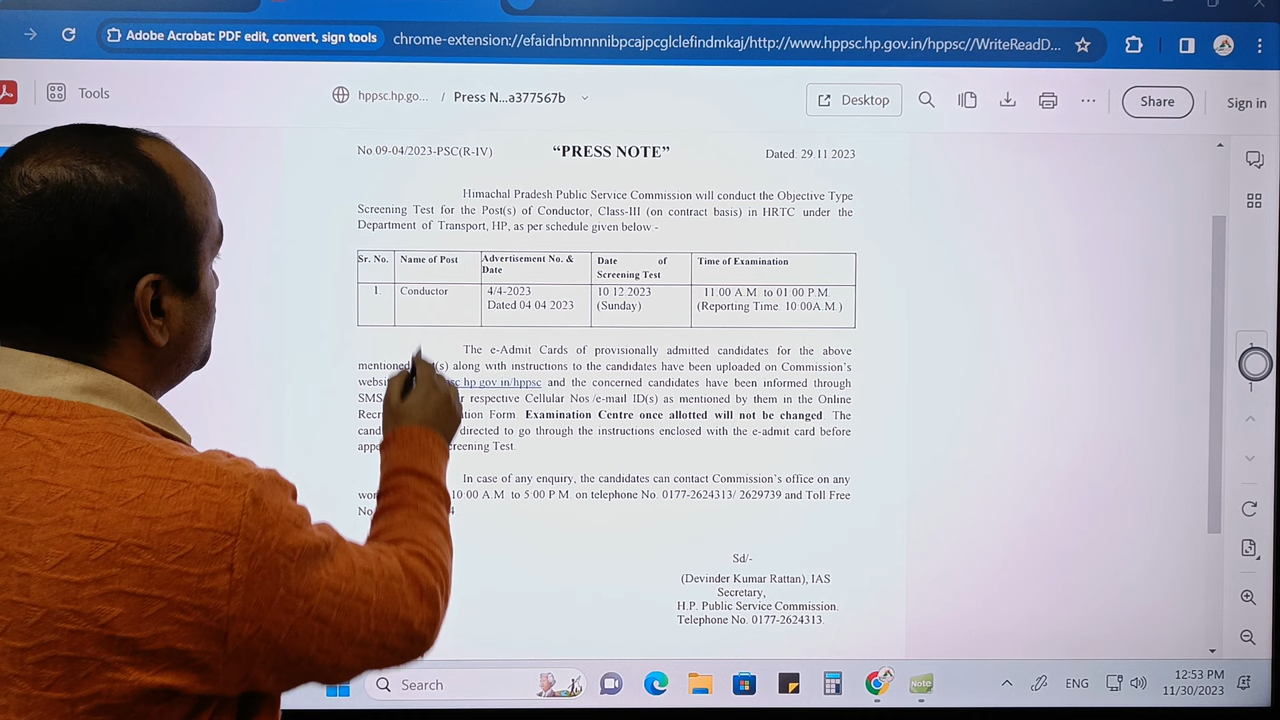 Adobe Acrobat: PDF edit, convert, sign tools
chrome-extension://efaidnbmnnnibpcajpcglclefindmkaj/http://www.hppsc.hp.gov.in/hppsc//WriteReadD...
Tools
hppsc.hp.go... / Press N...a377567b
Desktop
Share
Sign in
No.09-04/2023-PSC(R-IV) "PRESS NOTE" Dated: 29.11.2023
Himachal Pradesh Public Service Commission will conduct the Objective Type
Screening Test for the Post(s) of Conductor, Class-III (on contract basis) in HRTC under the
Department of Transport, HP, as per schedule given below:-
Sr. No. Name of Post Advertisement No. & Date Date of Screening Test Time of Examination
1. Conductor 4/4-2023 10.12.2023 11:00 A.M. to 01:00 P.M.
Dated 04.04.2023 (Sunday) (Reporting Time. 10:00A.M.)
The e-Admit Cards of provisionally admitted candidates for the above
mentioned (s) along with instructions to the candidates have been uploaded on Commission's
hp.gov.in/hppsc and the concerned candidates have been informed through
SMS respective Cellular Nos./e-mail ID(s) as mentioned by them in the Online
Form. Examination Centre once allotted will not be changed. The
directed to go through the instructions enclosed with the e-admit card before
Test.
In case of any enquiry, the candidates can contact Commission's office on any
10:00 A.M. to 5:00 P.M. on telephone No. 0177-2624313/ 2629739 and Toll Free
No
Sd/-
(Devinder Kumar Rattan), IAS
Secretary,
H.P. Public Service Commission.
Telephone No. 0177-2624313.
1
1
Search
Note
ENG
12:53 PM
11/30/2023